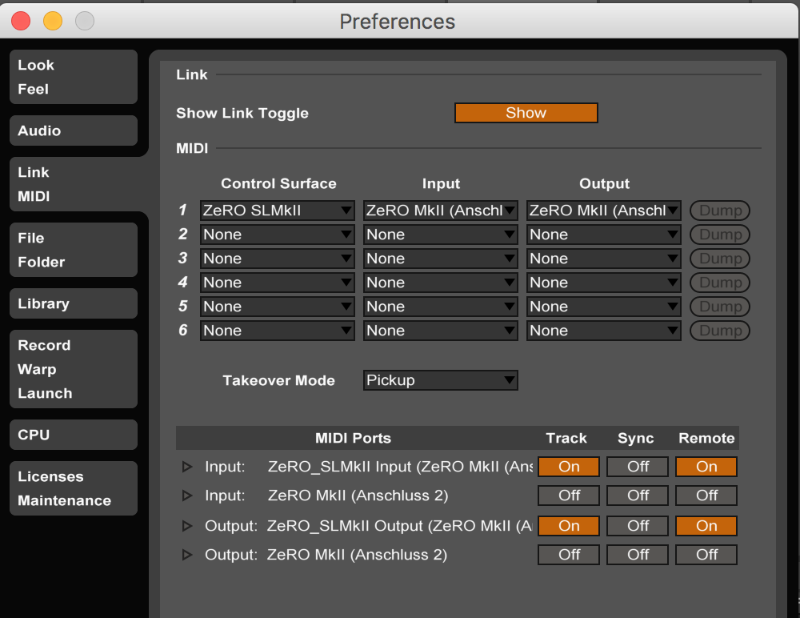 Preferences
Look
Feel
Audio
Link
MIDI
File
Folder
Library
Record
Warp
Launch
CPU
Licenses
Maintenance
Link
Show Link Toggle Show
MIDI
Control Surface Input Output
1 ZeRO SLMkII ZeRO MkII (Anschl ZeRO MkII (Anschl Dump
2 None None None Dump
3 None None None Dump
4 None None None Dump
5 None None None Dump
6 None None None Dump
Takeover Mode Pickup
MIDI Ports Track Sync Remote
Input: ZeRO_SLMkII Input (ZeRO MkII (Ans On Off On
Input: ZeRO MkII (Anschluss 2) Off Off Off
Output: ZeRO_SLMkII Output (ZeRO MkII (A On Off On
Output: ZeRO MkII (Anschluss 2) Off Off Off